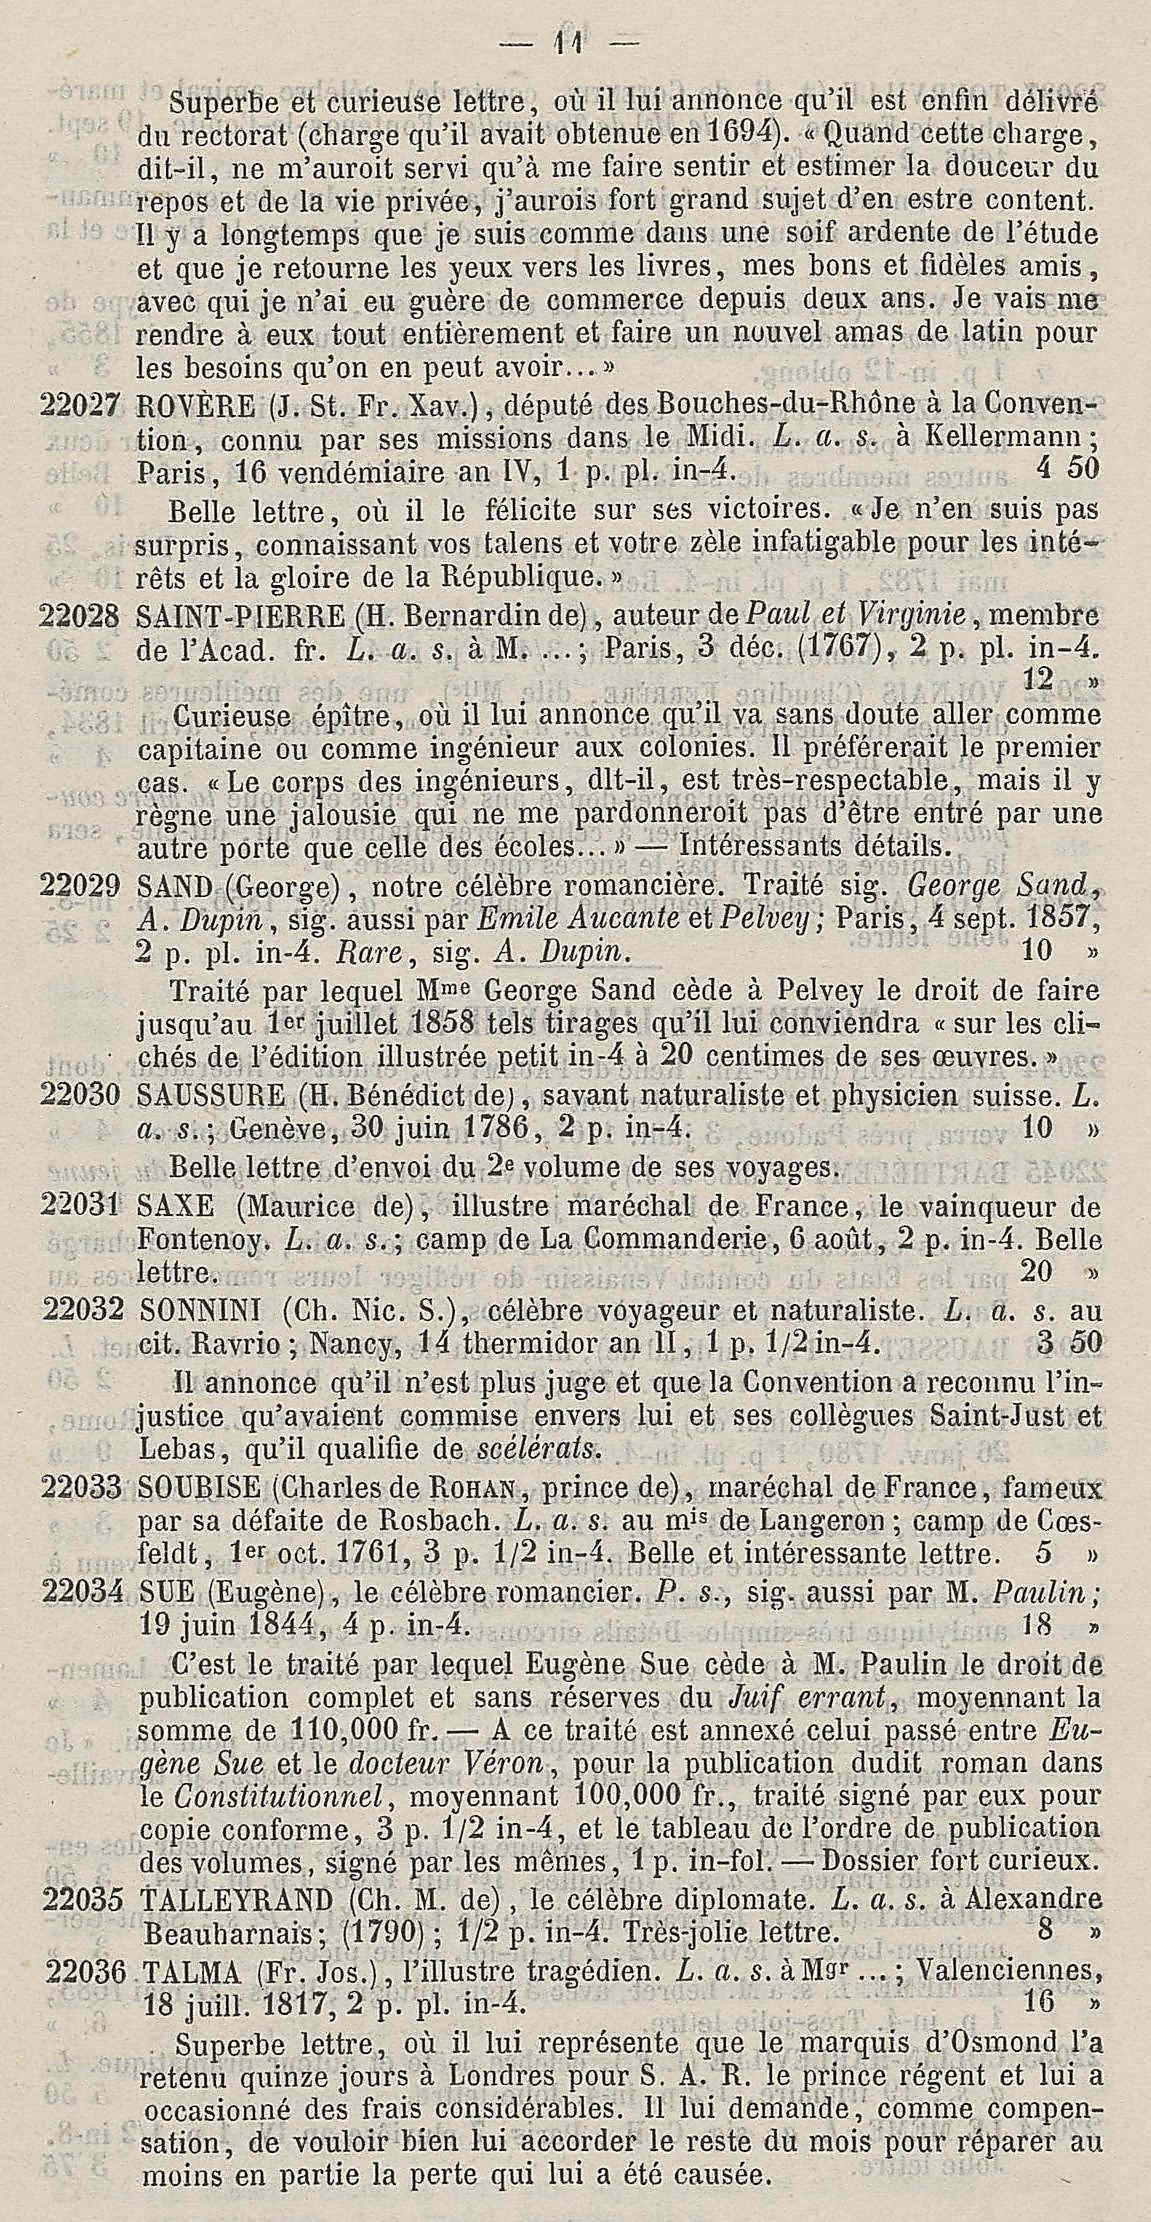 — 11 —
Superbe et curieuse lettre, où il lui annonce qu'il est enfin délivré
du rectorat (charge qu'il avait obtenue en 1694). « Quand cette charge,
dit-il, ne m'auroit servi qu'à me faire sentir et estimer la douceur du
repos et de la vie privée, j'aurois fort grand sujet d'en estre content.
Il y a longtemps que je suis comme dans une soif ardente de l'étude
et que je retourne les yeux vers les livres, mes bons et fidèles amis,
avec qui je n'ai eu guère de commerce depuis deux ans. Je vais me
rendre à eux tout entièrement et faire un nouvel amas de latin pour
les besoins qu'on en peut avoir... »
22027 ROVÈRE (J. St. Fr. Xav.), député des Bouches-du-Rhône à la Conven-
tion, connu par ses missions dans le Midi. L. a. s. à Kellermann;
Paris, 16 vendémiaire an IV, 1 p. pl. in-4. 4 50
Belle lettre, où il le félicite sur ses victoires. « Je n'en suis pas
surpris, connaissant vos talens et votre zèle infatigable pour les inté-
rêts et la gloire de la République. »
22028 SAINT-PIERRE (H. Bernardin de), auteur de Paul et Virginie, membre
de l'Acad. fr. L. a. s. à M. ...; Paris, 3 déc. (1767), 2 p. pl. in-4.
12 »
Curieuse épître, où il lui annonce qu'il va sans doute aller comme
capitaine ou comme ingénieur aux colonies. Il préférerait le premier
cas. « Le corps des ingénieurs, dlt-il, est très-respectable, mais il y
règne une jalousie qui ne me pardonneroit pas d'être entré par une
autre porte que celle des écoles... » — Intéressants détails.
22029 SAND (George), notre célèbre romancière. Traité sig. George Sand,
A. Dupin, sig. aussi par Emile Aucante et Pelvey; Paris, 4 sept. 1857,
2 p. pl. in-4. Rare, sig. A. Dupin. 10 »
Traité par lequel Mme George Sand cède à Pelvey le droit de faire
jusqu'au 1er juillet 1858 tels tirages qu'il lui conviendra « sur les cli-
chés de l'édition illustrée petit in-4 à 20 centimes de ses œuvres. »
22030 SAUSSURE (H. Bénédict de), savant naturaliste et physicien suisse. L.
a. s.; Genève, 30 juin 1786, 2 p. in-4. 10 »
Belle lettre d'envoi du 2e volume de ses voyages.
22031 SAXE (Maurice de), illustre maréchal de France, le vainqueur de
Fontenoy. L. a. s.; camp de La Commanderie, 6 août, 2 p. in-4. Belle
lettre. 20 »
22032 SONNINI (Ch. Nic. S.), célèbre voyageur et naturaliste. L. a. s. au
cit. Ravrio; Nancy, 14 thermidor an II, 1 p. 1/2 in-4. 3 50
Il annonce qu'il n'est plus juge et que la Convention a reconnu l'in-
justice qu'avaient commise envers lui et ses collègues Saint-Just et
Lebas, qu'il qualifie de scélérats.
22033 SOUBISE (Charles de ROHAN, prince de), maréchal de France, fameux
par sa défaite de Rosbach. L. a. s. au mis de Langeron; camp de Cœs-
feldt, 1er oct. 1761, 3 p. 1/2 in-4. Belle et intéressante lettre. 5 »
22034 SUE (Eugène), le célèbre romancier. P. s., sig. aussi par M. Paulin;
19 juin 1844, 4 p. in-4. 18 »
C'est le traité par lequel Eugène Sue cède à M. Paulin le droit de
publication complet et sans réserves du Juif errant, moyennant la
somme de 110,000 fr. — A ce traité est annexé celui passé entre Eu-
gène Sue et le docteur Véron, pour la publication dudit roman dans
le Constitutionnel, moyennant 100,000 fr., traité signé par eux pour
copie conforme, 3 p. 1/2 in-4, et le tableau de l'ordre de publication
des volumes, signé par les mêmes, 1 p. in-fol. — Dossier fort curieux.
22035 TALLEYRAND (Ch. M. de), le célèbre diplomate. L. a. s. à Alexandre
Beauharnais; (1790); 1/2 p. in-4. Très-jolie lettre. 8 »
22036 TALMA (Fr. Jos.), l'illustre tragédien. L. a. s. à Mgr ...; Valenciennes,
18 juill. 1817, 2 p. pl. in-4. 16 »
Superbe lettre, où il lui représente que le marquis d'Osmond l'a
retenu quinze jours à Londres pour S. A. R. le prince régent et lui a
occasionné des frais considérables. Il lui demande, comme compen-
sation, de vouloir bien lui accorder le reste du mois pour réparer au
moins en partie la perte qui lui a été causée.